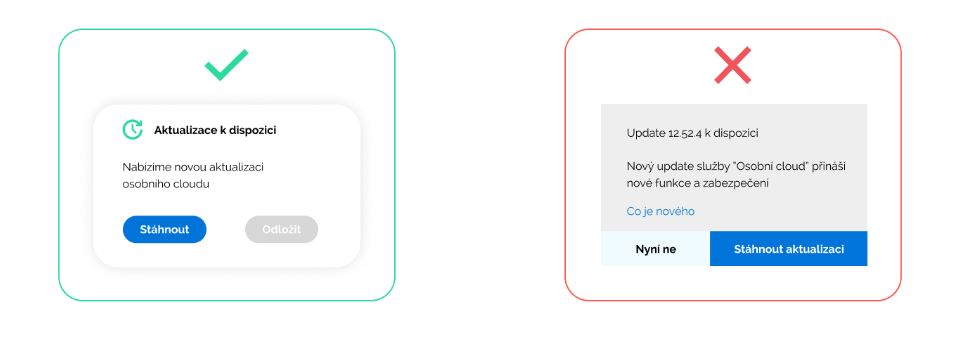 Aktualizace k dispozici
Nabízíme novou aktualizaci
osobního cloudu
Stáhnout
Odložit
Update 12.52.4 k dispozici
Nový update služby "Osobní cloud" přináší
nové funkce a zabezpečení
Co je nového
Nyní ne
Stáhnout aktualizaci